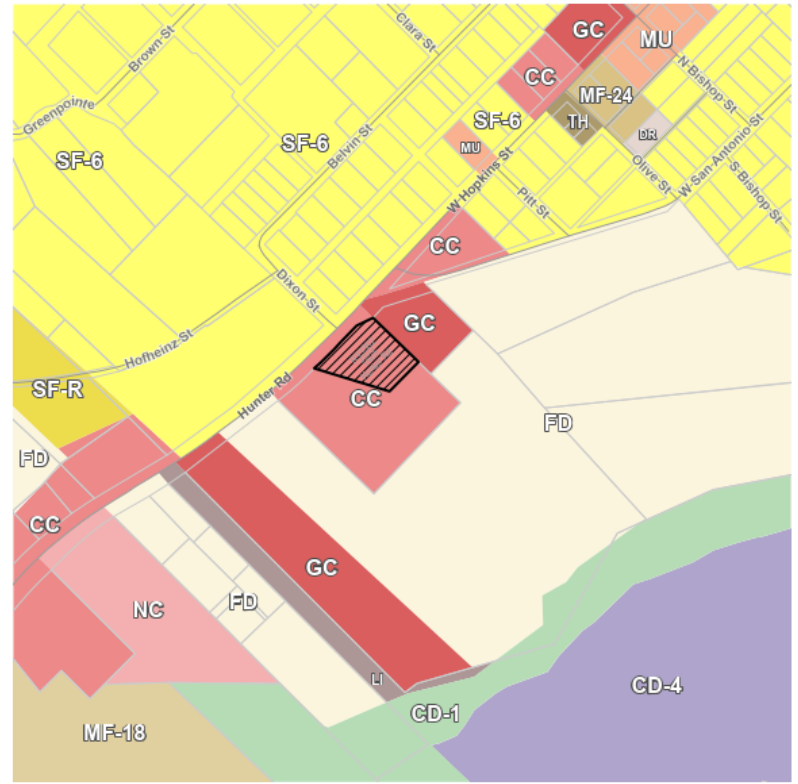 GC
MU
Clara St
Brown St
CC
N Bishop St
MF-24
Greenpointe
SF-6
TH
DR
SF-6
Belvin St
MU
SF-6
W San Antonio St
Olive St
S Bishop St
W Hopkins St
Pitt St
CC
Dixon St
GC
Hofheinz St
SF-R
Hunter Rd
CC
FD
FD
CC
GC
NC
FD
LI
CD-4
CD-1
MF-18